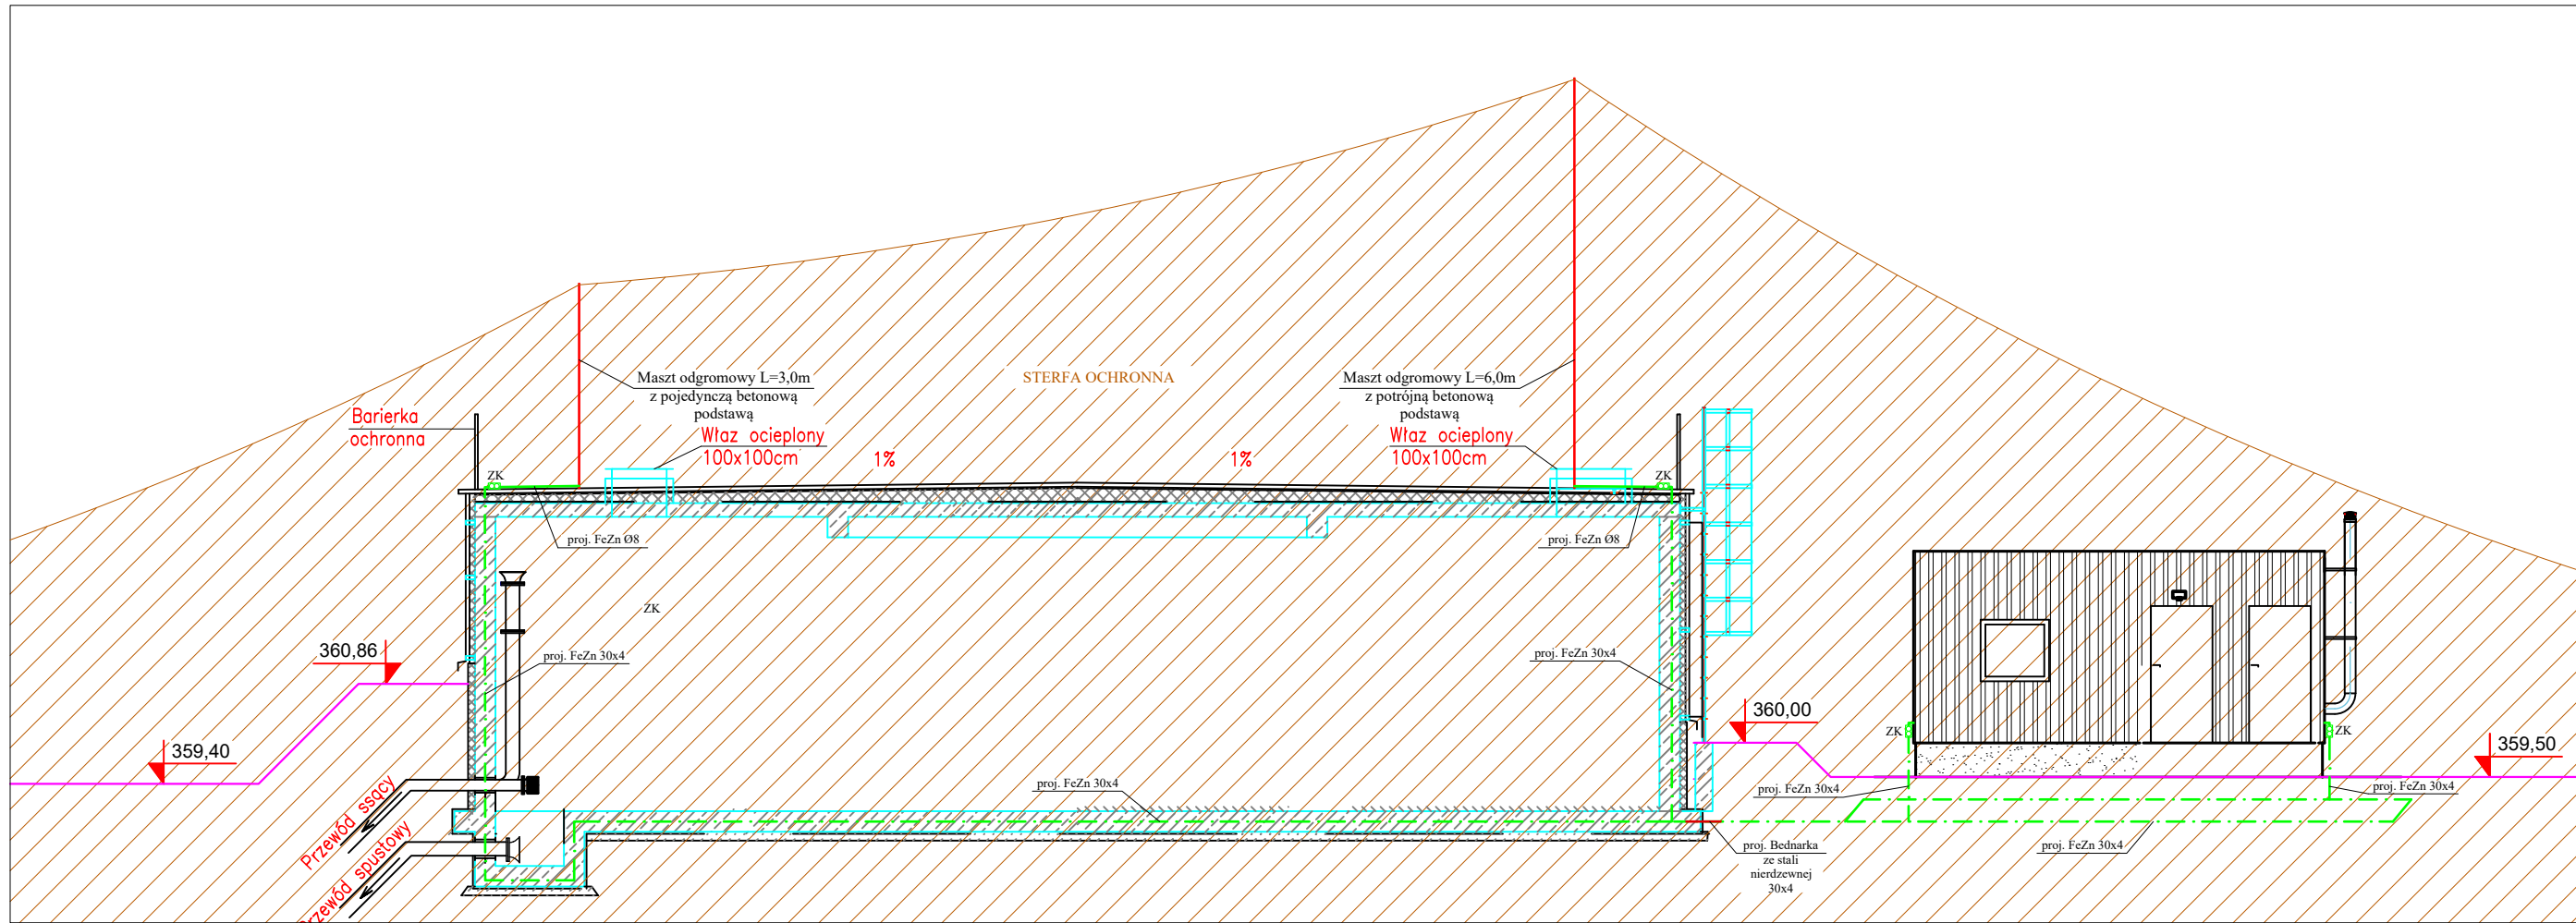 STERFA OCHRONNA
Maszt odgromowy L=3,0m
z pojedynczą betonową
podstawą
Maszt odgromowy L=6,0m
z potrójną betonową
podstawą
Barierka
ochronna
Właz ocieplony
100x100cm
1%
1%
Właz ocieplony
100x100cm
ZK
ZK
proj. FeZn Ø8
proj. FeZn Ø8
ZK
360,86
proj. FeZn 30x4
proj. FeZn 30x4
359,40
360,00
ZK
ZK
359,50
Przewód ssący
proj. FeZn 30x4
proj. FeZn 30x4
proj. FeZn 30x4
Przewód spustowy
proj. Bednarka
ze stali
nierdzewnej
30x4
proj. FeZn 30x4